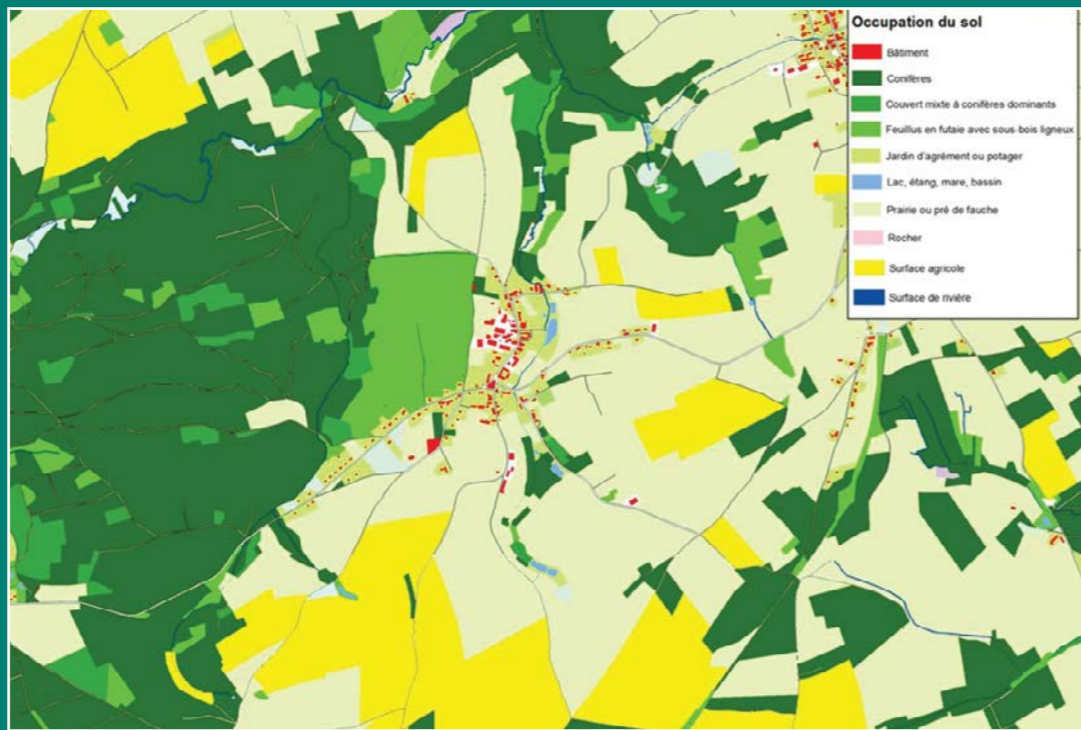 Occupation du sol
Bâtiment
Conifères
Couvert mixte à conifères dominants
Feuillus en futaie avec sous-bois ligneux
Jardin d'agrément ou potager
Lac, étang, mare, bassin
Prairie ou pré de fauche
Rocher
Surface agricole
Surface de rivière